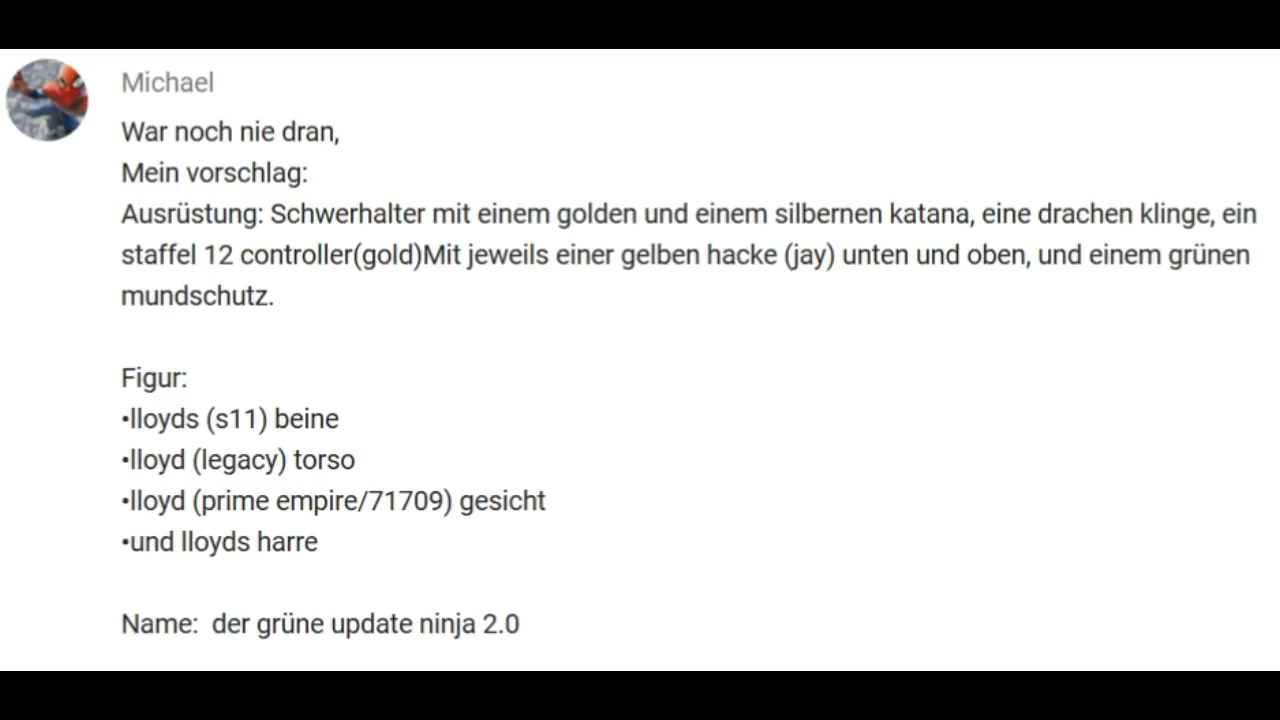 Michael
War noch nie dran,
Mein vorschlag:
Ausrüstung: Schwerhalter mit einem golden und einem silbernen katana, eine drachen klinge, ein
staffel 12 controller(gold)Mit jeweils einer gelben hacke (jay) unten und oben, und einem grünen
mundschutz.
Figur:
•lloyds (s11) beine
•lloyd (legacy) torso
•lloyd (prime empire/71709) gesicht
•und lloyds harre
Name:  der grüne update ninja 2.0